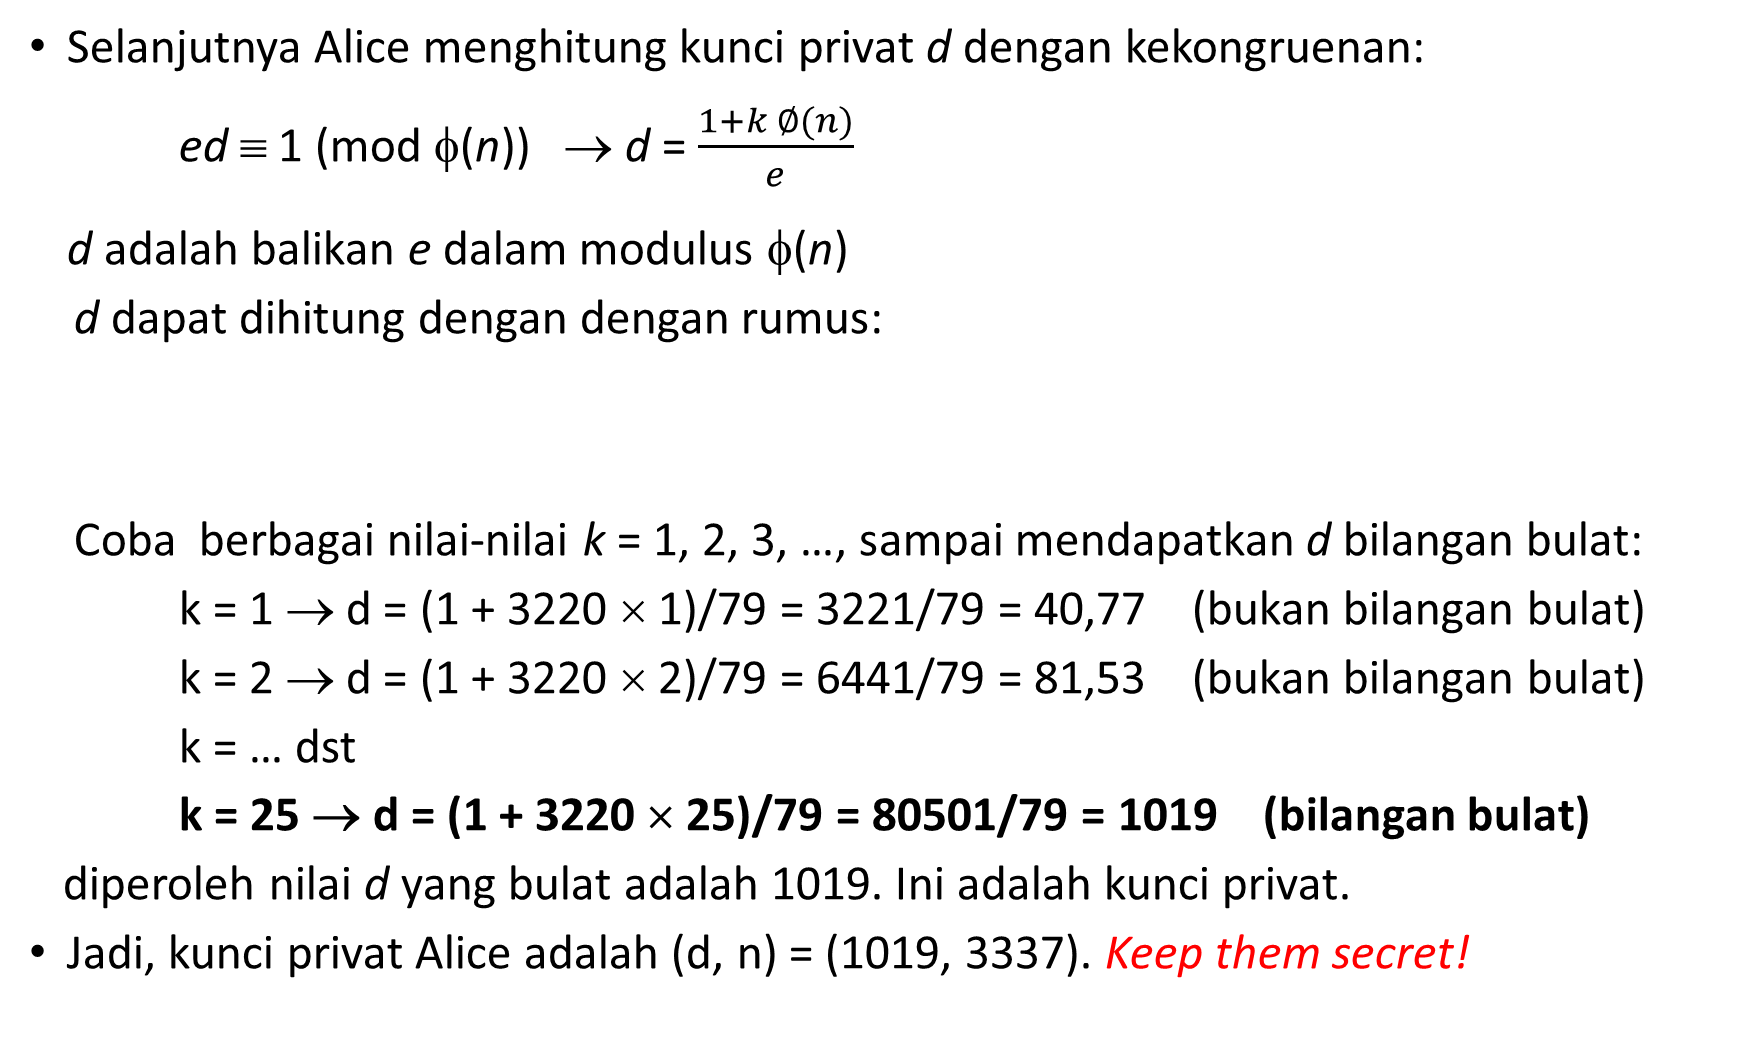 • Selanjutnya Alice menghitung kunci privat d dengan kekongruenan:
ed ≡ 1 (mod ϕ(n)) → d = (1+k ∅(n))/e
d adalah balikan e dalam modulus ϕ(n)
d dapat dihitung dengan dengan rumus:
Coba berbagai nilai-nilai k = 1, 2, 3, …, sampai mendapatkan d bilangan bulat:
k = 1 → d = (1 + 3220 × 1)/79 = 3221/79 = 40,77 (bukan bilangan bulat)
k = 2 → d = (1 + 3220 × 2)/79 = 6441/79 = 81,53 (bukan bilangan bulat)
k = … dst
k = 25 → d = (1 + 3220 × 25)/79 = 80501/79 = 1019 (bilangan bulat)
diperoleh nilai d yang bulat adalah 1019. Ini adalah kunci privat.
• Jadi, kunci privat Alice adalah (d, n) = (1019, 3337). Keep them secret!